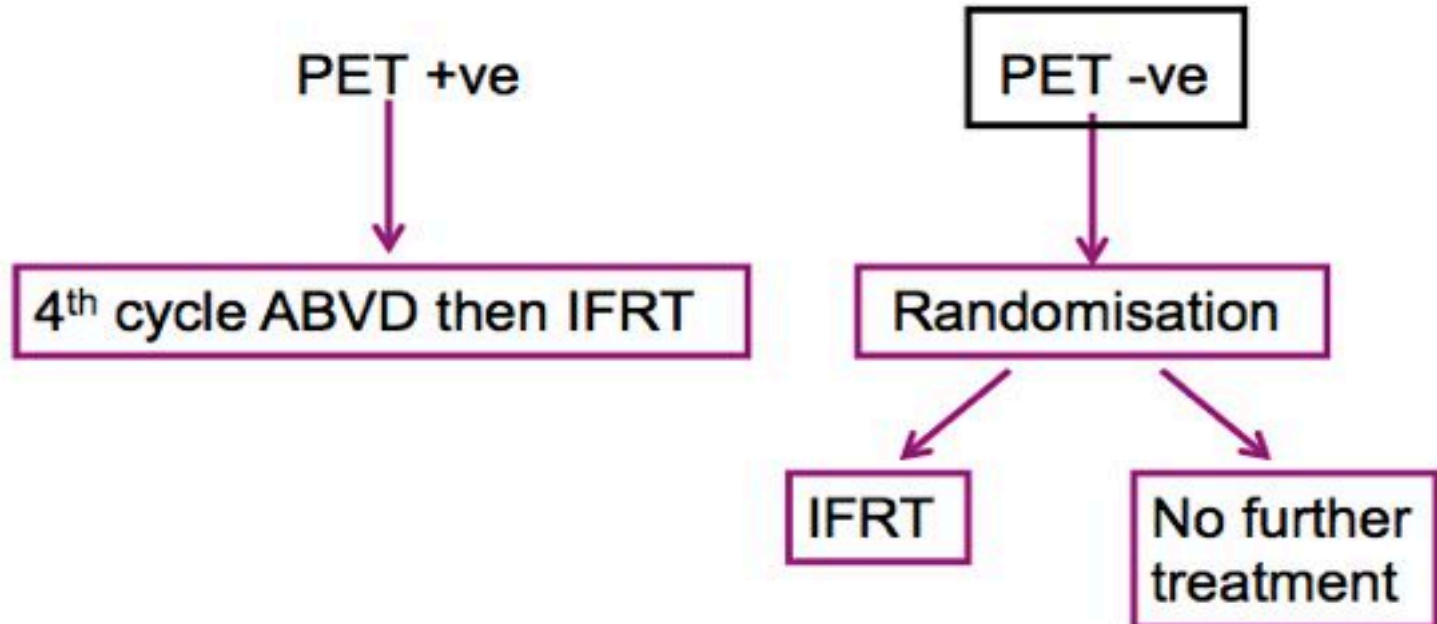 PET +ve
PET -ve
4th cycle ABVD then IFRT
Randomisation
IFRT
No further
treatment